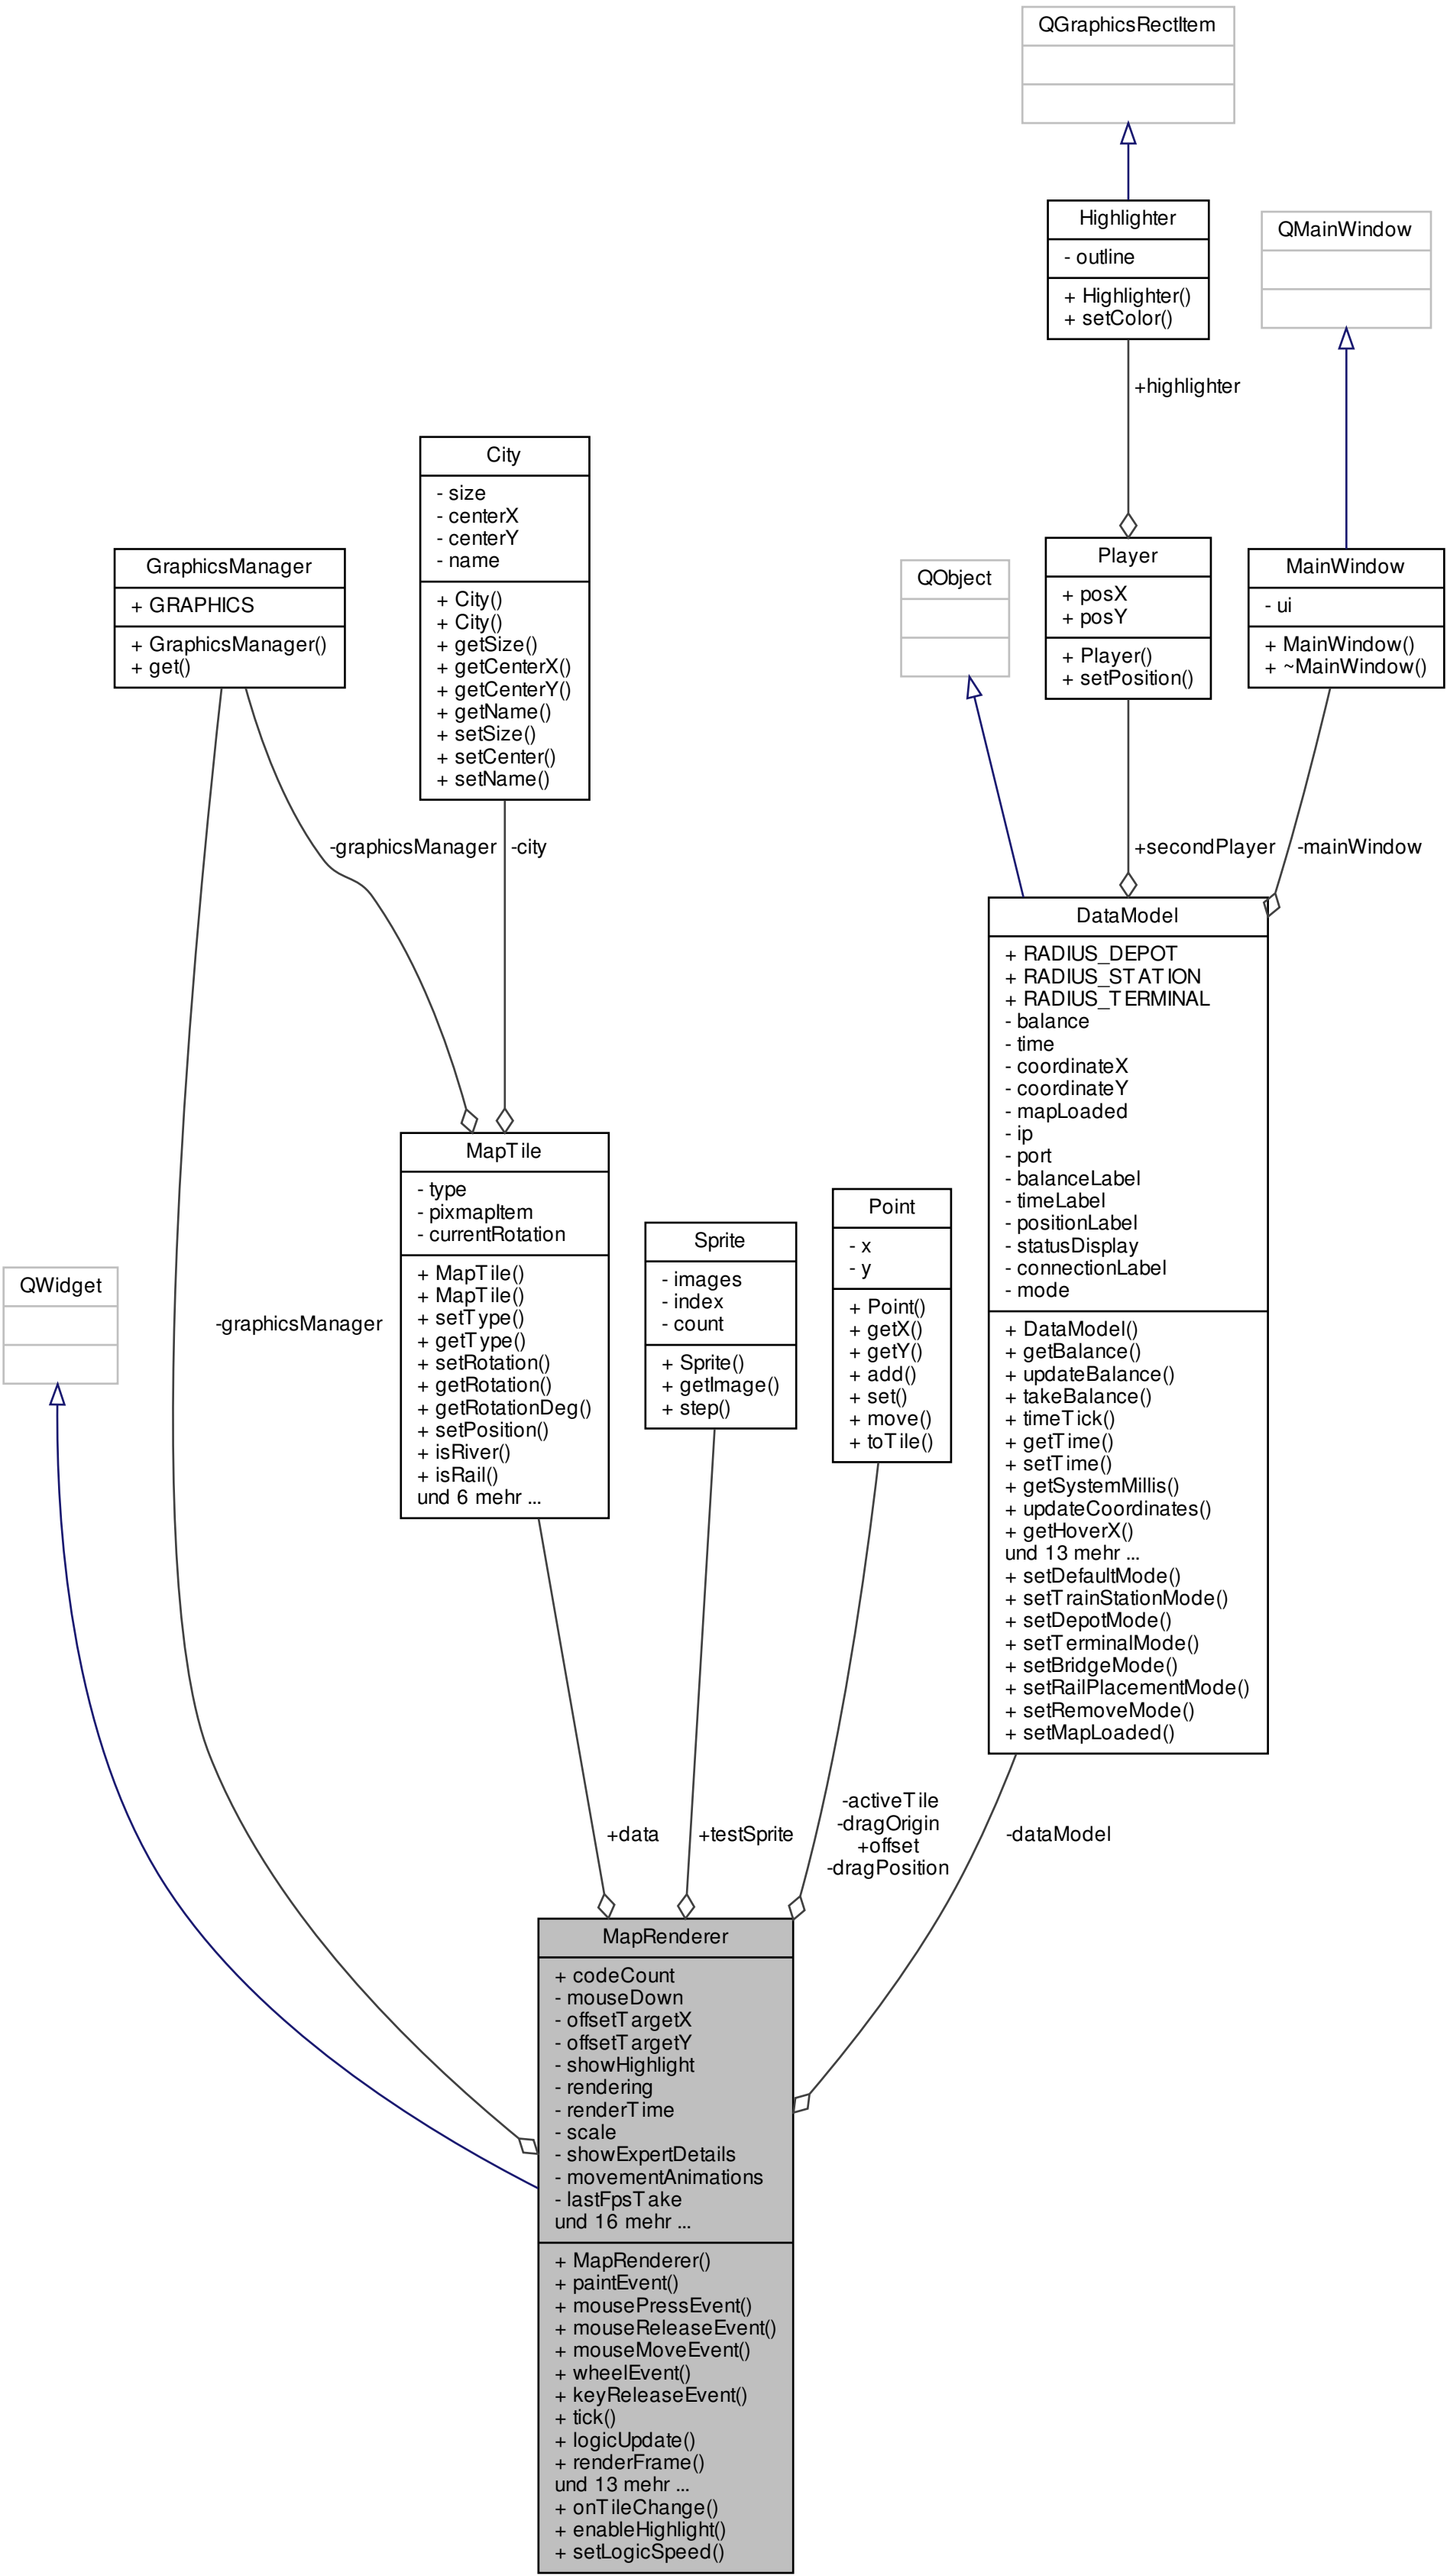 QGraphicsRectItem
Highlighter
- outline
+ Highlighter()
+ setColor()
QMainWindow
+highlighter
City
- size
- centerX
- centerY
- name
+ City()
+ City()
+ getSize()
+ getCenterX()
+ getCenterY()
+ getName()
+ setSize()
+ setCenter()
+ setName()
GraphicsManager
+ GRAPHICS
+ GraphicsManager()
+ get()
QObject
Player
+ posX
+ posY
+ Player()
+ setPosition()
MainWindow
- ui
+ MainWindow()
+ ~MainWindow()
-graphicsManager
-city
+secondPlayer
-mainWindow
DataModel
+ RADIUS_DEPOT
+ RADIUS_STATION
+ RADIUS_TERMINAL
- balance
- time
- coordinateX
- coordinateY
- mapLoaded
- ip
- port
- balanceLabel
- timeLabel
- positionLabel
- statusDisplay
- connectionLabel
- mode
+ DataModel()
+ getBalance()
+ updateBalance()
+ takeBalance()
+ timeTick()
+ getTime()
+ setTime()
+ getSystemMillis()
+ updateCoordinates()
+ getHoverX()
und 13 mehr ...
+ setDefaultMode()
+ setTrainStationMode()
+ setDepotMode()
+ setTerminalMode()
+ setBridgeMode()
+ setRailPlacementMode()
+ setRemoveMode()
+ setMapLoaded()
MapTile
- type
- pixmapItem
- currentRotation
+ MapTile()
+ MapTile()
+ setType()
+ getType()
+ setRotation()
+ getRotation()
+ getRotationDeg()
+ setPosition()
+ isRiver()
+ isRail()
und 6 mehr ...
Sprite
- images
- index
- count
+ Sprite()
+ getImage()
+ step()
Point
- x
- y
+ Point()
+ getX()
+ getY()
+ add()
+ set()
+ move()
+ toTile()
QWidget
-graphicsManager
+data
+testSprite
-activeTile
-dragOrigin
+offset
-dragPosition
-dataModel
MapRenderer
+ codeCount
- mouseDown
- offsetTargetX
- offsetTargetY
- showHighlight
- rendering
- renderTime
- scale
- showExpertDetails
- movementAnimations
- lastFpsTake
und 16 mehr ...
+ MapRenderer()
+ paintEvent()
+ mousePressEvent()
+ mouseReleaseEvent()
+ mouseMoveEvent()
+ wheelEvent()
+ keyReleaseEvent()
+ tick()
+ logicUpdate()
+ renderFrame()
und 13 mehr ...
+ onTileChange()
+ enableHighlight()
+ setLogicSpeed()